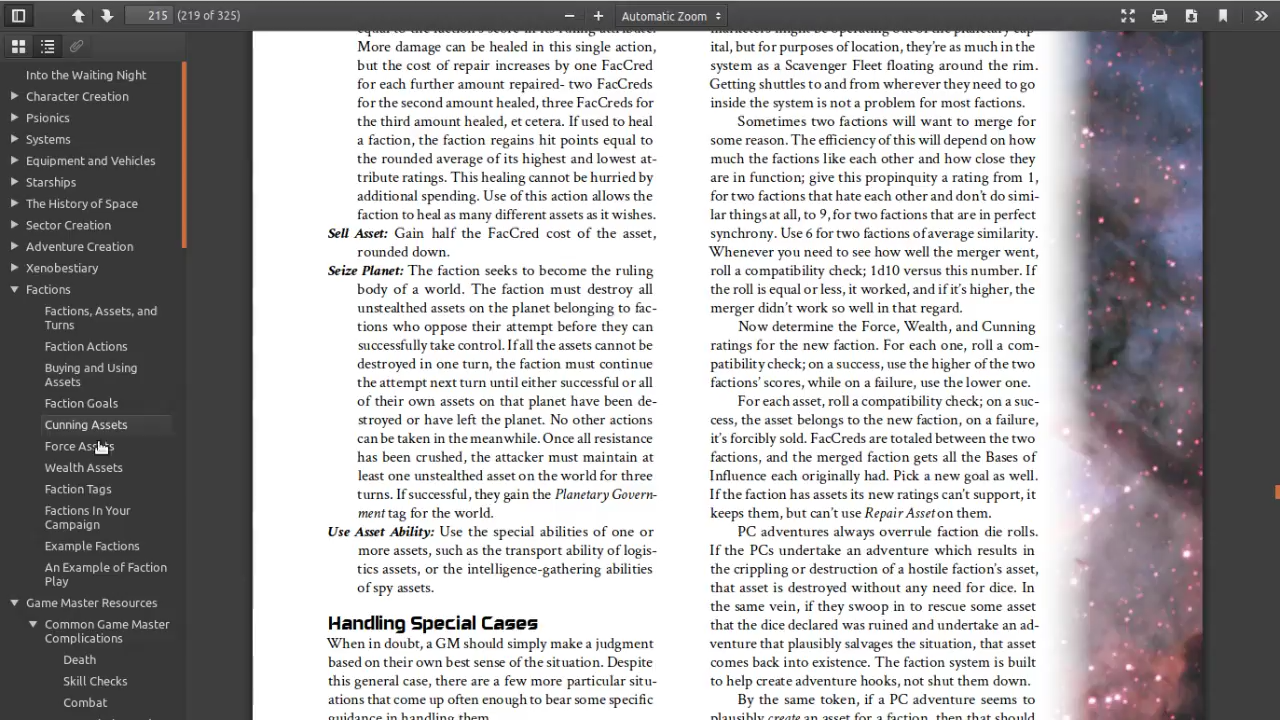 215 (219 of 325)
Automatic Zoom
Into the Waiting Night
Character Creation
Psionics
Systems
Equipment and Vehicles
Starships
The History of Space
Sector Creation
Adventure Creation
Xenobestiary
Factions
Factions, Assets, and
Turns
Faction Actions
Buying and Using
Assets
Faction Goals
Cunning Assets
Force Assets
Wealth Assets
Faction Tags
Factions In Your
Campaign
Example Factions
An Example of Faction
Play
Game Master Resources
Common Game Master
Complications
Death
Skill Checks
Combat
equal to the faction's score in its ruling attribute.
More damage can be healed in this single action,
but the cost of repair increases by one FacCred
for each further amount repaired- two FacCreds
for the second amount healed, three FacCreds for
the third amount healed, et cetera. If used to heal
a faction, the faction regains hit points equal to
the rounded average of its highest and lowest at-
tribute ratings. This healing cannot be hurried by
additional spending. Use of this action allows the
faction to heal as many different assets as it wishes.
Sell Asset: Gain half the FacCred cost of the asset,
rounded down.
Seize Planet: The faction seeks to become the ruling
body of a world. The faction must destroy all
unstealthed assets on the planet belonging to fac-
tions who oppose their attempt before they can
successfully take control. If all the assets cannot be
destroyed in one turn, the faction must continue
the attempt next turn until either successful or all
of their own assets on that planet have been de-
stroyed or have left the planet. No other actions
can be taken in the meanwhile. Once all resistance
has been crushed, the attacker must maintain at
least one unstealthed asset on the world for three
turns. If successful, they gain the Planetary Govern-
ment tag for the world.
Use Asset Ability: Use the special abilities of one or
more assets, such as the transport ability of logis-
tics assets, or the intelligence-gathering abilities
of spy assets.
Handling Special Cases
When in doubt, a GM should simply make a judgment
based on their own best sense of the situation. Despite
this general case, there are a few more particular situ-
ations that come up often enough to bear some specific
guidance in handling them.
marketers might be operating out of the planetary cap-
ital, but for purposes of location, they're as much in the
system as a Scavenger Fleet floating around the rim.
Getting shuttles to and from wherever they need to go
inside the system is not a problem for most factions.
Sometimes two factions will want to merge for
some reason. The efficiency of this will depend on how
much the factions like each other and how close they
are in function; give this propinquity a rating from 1,
for two factions that hate each other and don't do simi-
lar things at all, to 9, for two factions that are in perfect
synchrony. Use 6 for two factions of average similarity.
Whenever you need to see how well the merger went,
roll a compatibility check; 1d10 versus this number. If
the roll is equal or less, it worked, and if it's higher, the
merger didn't work so well in that regard.
Now determine the Force, Wealth, and Cunning
ratings for the new faction. For each one, roll a com-
patibility check; on a success, use the higher of the two
factions' scores, while on a failure, use the lower one.
For each asset, roll a compatibility check; on a suc-
cess, the asset belongs to the new faction, on a failure,
it's forcibly sold. FacCreds are totaled between the two
factions, and the merged faction gets all the Bases of
Influence each originally had. Pick a new goal as well.
If the faction has assets its new ratings can't support, it
keeps them, but can't use Repair Asset on them.
PC adventures always overrule faction die rolls.
If the PCs undertake an adventure which results in
the crippling or destruction of a hostile faction's asset,
that asset is destroyed without any need for dice. In
the same vein, if they swoop in to rescue some asset
that the dice declared was ruined and undertake an ad-
venture that plausibly salvages the situation, that asset
comes back into existence. The faction system is built
to help create adventure hooks, not shut them down.
By the same token, if a PC adventure seems to
plausibly create an asset for a faction, then that should